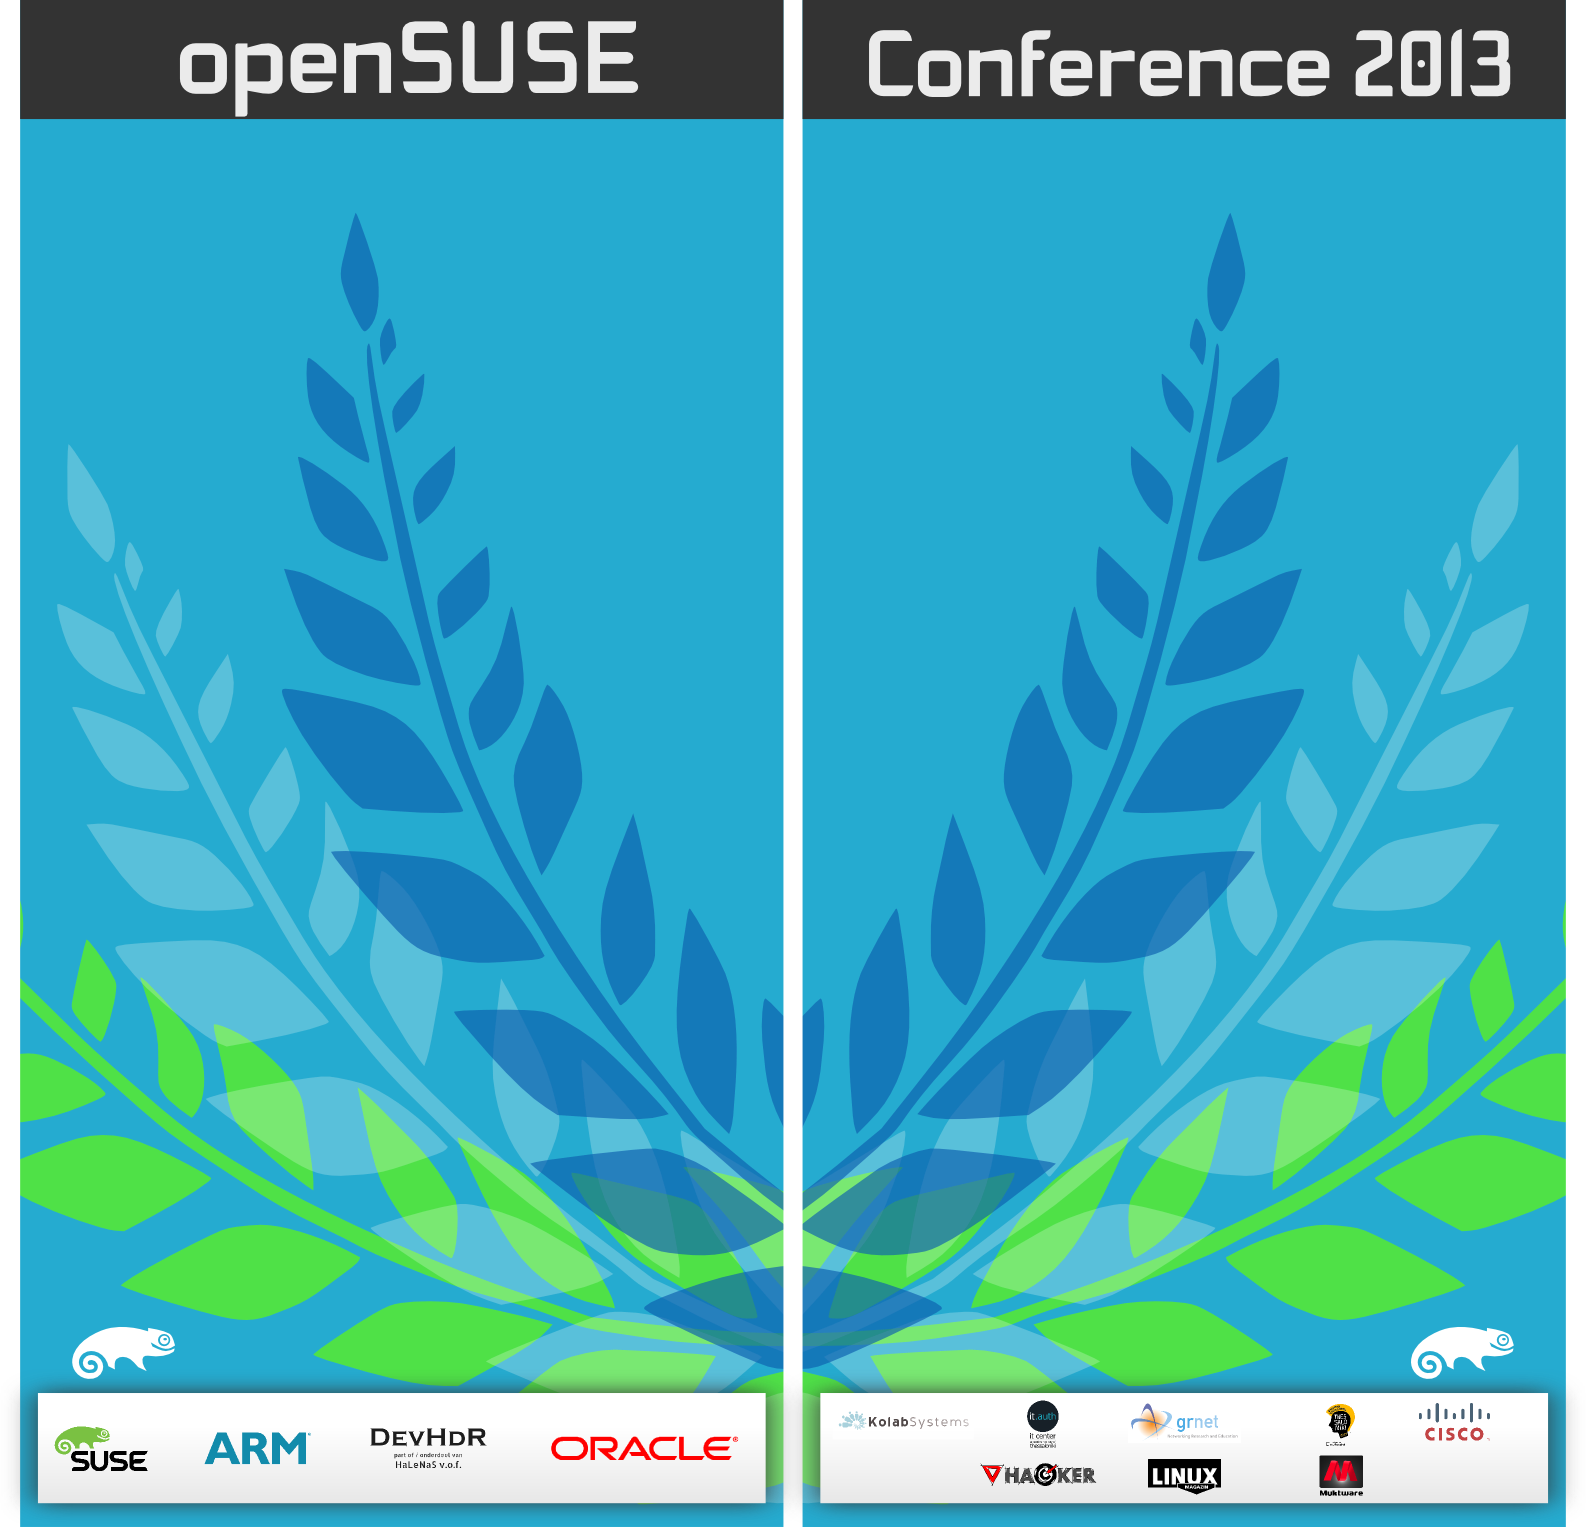 openSUSE
Conference 2013
SUSE
ARM
DEVHDR
part of / onderdeel van
HaLeNaS v.o.f.
ORACLE
KolabSystems
it.auth
it center
thessaloniki
grnet
Networking Research and Education
CISCO
HACKER
LINUX
MAGAZIN
Muktware